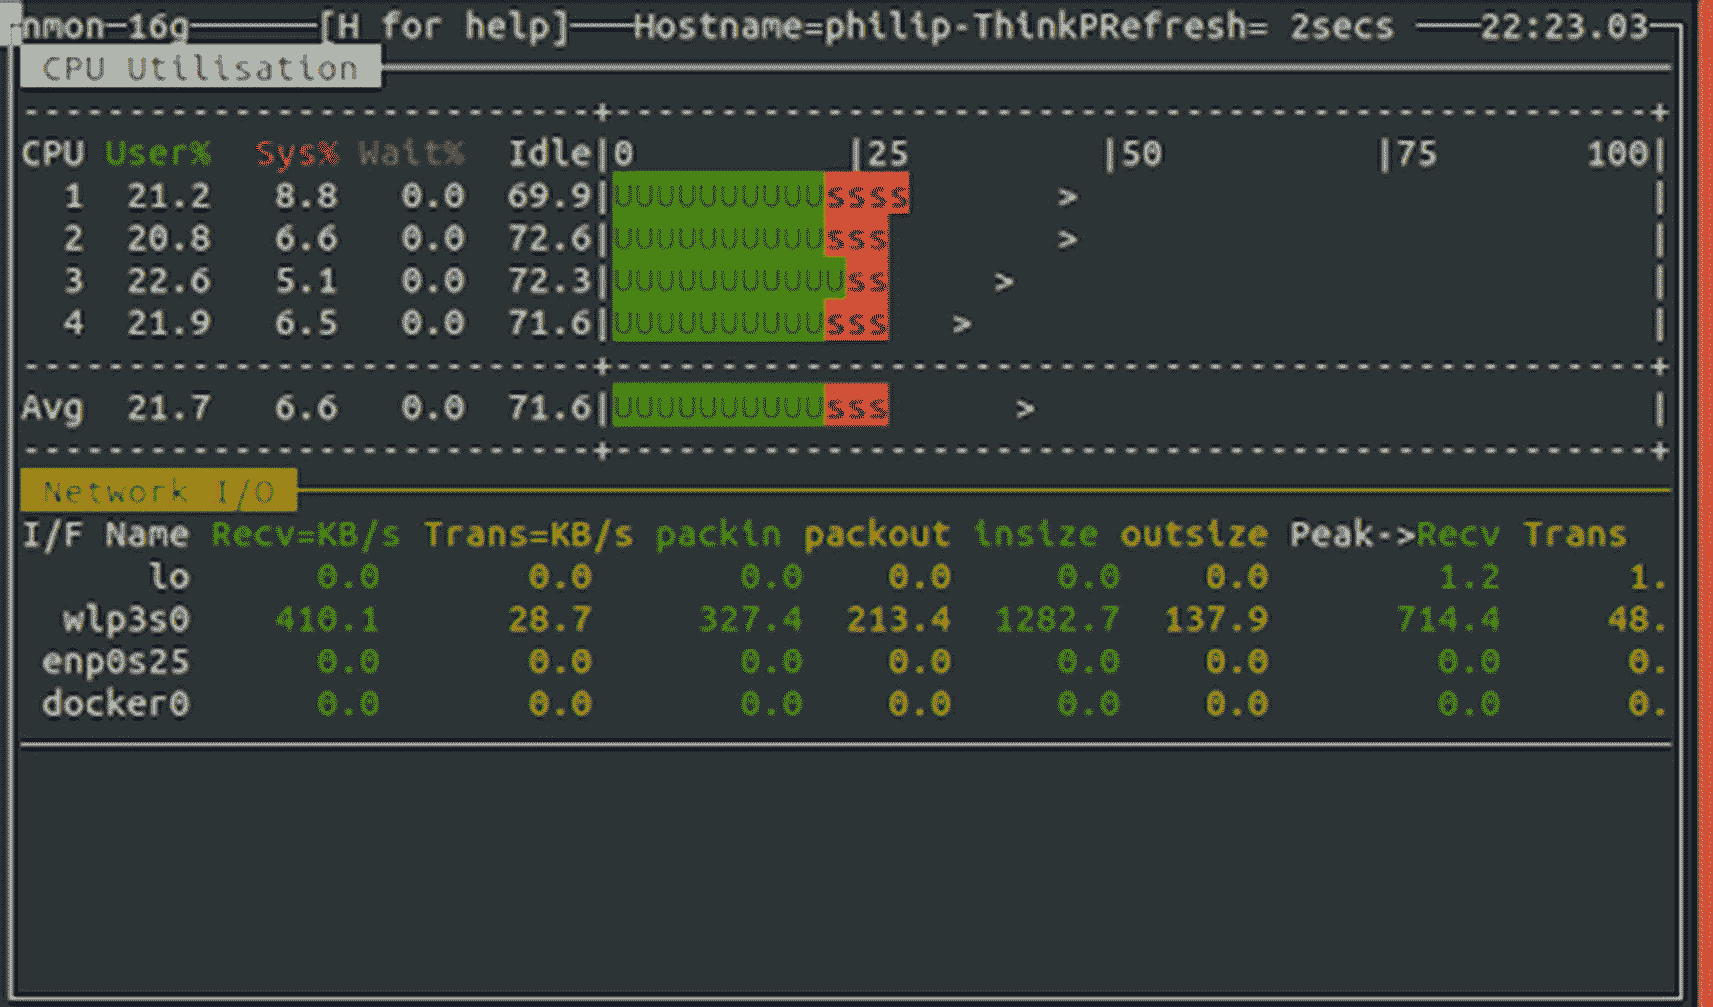 nmon-16g [H for help] Hostname=philip-ThinkPRefresh= 2secs 22:23.03
CPU Utilisation
CPU User% Sys% Wait% Idle|0 |25 |50 |75 100|
1 21.2 8.8 0.0 69.9|UUUUUUUUUUssss > |
2 20.8 6.6 0.0 72.6|UUUUUUUUUUsss > |
3 22.6 5.1 0.0 72.3|UUUUUUUUUUUss > |
4 21.9 6.5 0.0 71.6|UUUUUUUUUUsss > |
Avg 21.7 6.6 0.0 71.6|UUUUUUUUUUsss > |
Network I/O
I/F Name Recv=KB/s Trans=KB/s packin packout insize outsize Peak->Recv Trans
lo 0.0 0.0 0.0 0.0 0.0 0.0 1.2 1.
wlp3s0 410.1 28.7 327.4 213.4 1282.7 137.9 714.4 48.
enp0s25 0.0 0.0 0.0 0.0 0.0 0.0 0.0 0.
docker0 0.0 0.0 0.0 0.0 0.0 0.0 0.0 0.